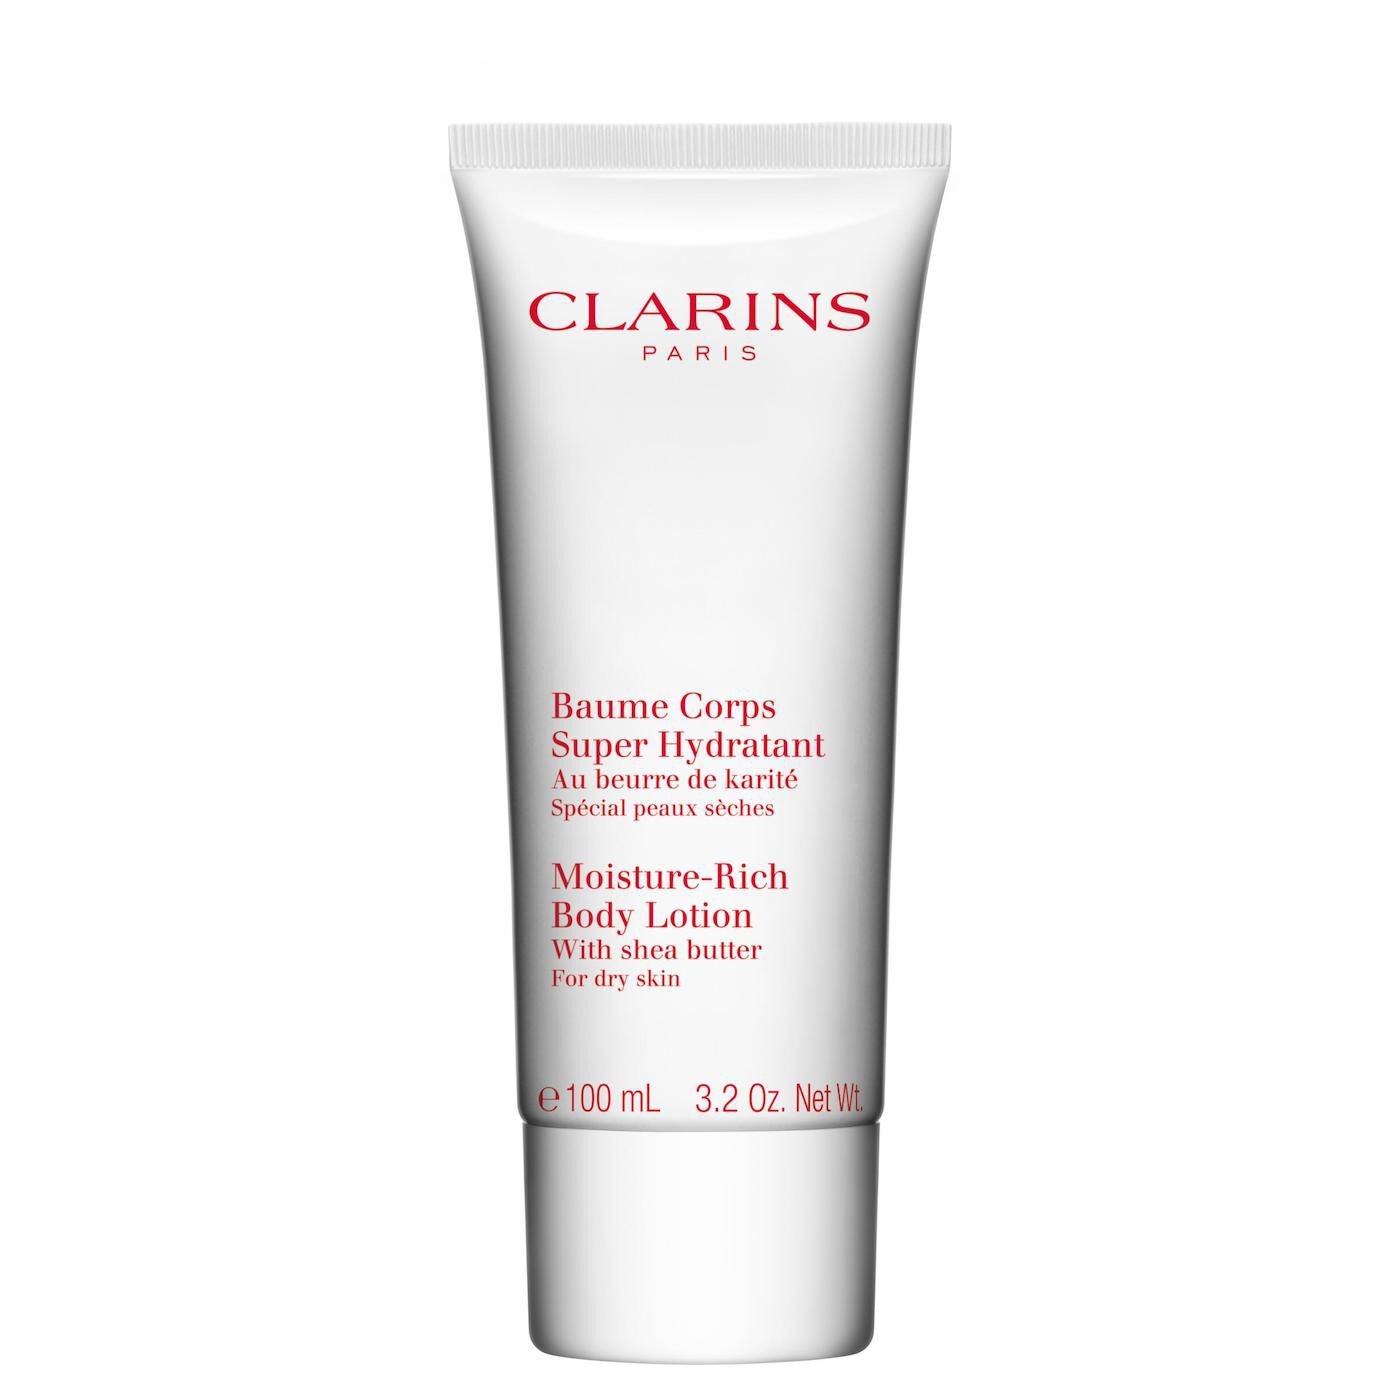 CLARINS
PARIS
Baume Corps
Super Hydratant
Au beurre de karité
Spécial peaux sèches
Moisture-Rich
Body Lotion
With shea butter
For dry skin
℮ 100 mL 3.2 Oz. Net Wt.